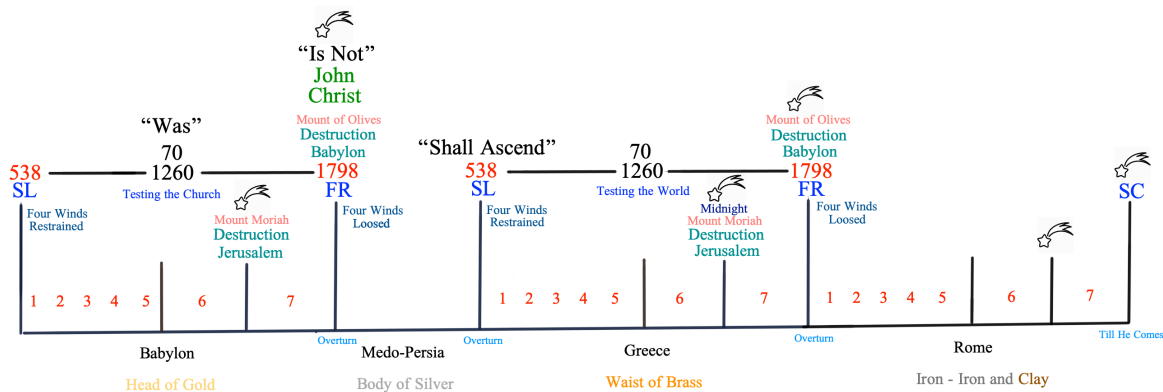 “Is Not”
John
Christ
Mount of Olives
Destruction
Babylon
“Was”
70
538
1260
1798
SL
Testing the Church
FR
Four Winds
Restrained
Mount Moriah
Destruction
Jerusalem
Four Winds
Loosed
“Shall Ascend”
70
538
1260
SL
Testing the World
Four Winds
Restrained
Midnight
Mount Moriah
Destruction
Jerusalem
Mount of Olives
Destruction
Babylon
1798
FR
Four Winds
Loosed
SC
1 2 3 4 5 6 7
1 2 3 4 5 6 7
1 2 3 4 5 6 7
Overturn
Overturn
Overturn
Till He Comes
Babylon
Medo-Persia
Greece
Rome
Head of Gold
Body of Silver
Waist of Brass
Iron - Iron and Clay